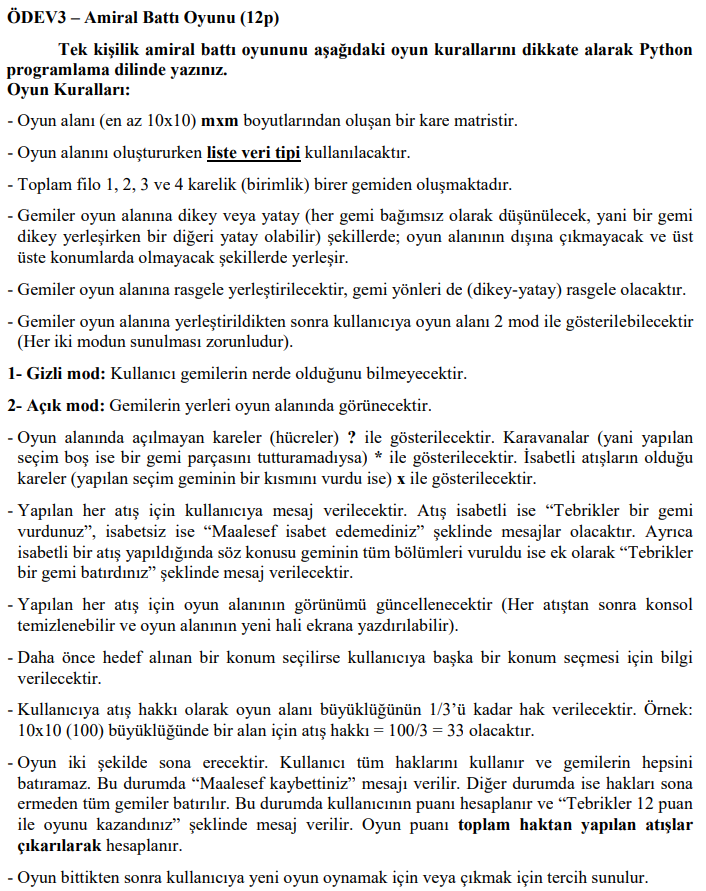 ÖDEV3 – Amiral Battı Oyunu (12p)
Tek kişilik amiral battı oyununu aşağıdaki oyun kurallarını dikkate alarak Python
programlama dilinde yazınız.
Oyun Kuralları:
- Oyun alanı (en az 10x10) mxm boyutlarından oluşan bir kare matristir.
- Oyun alanını oluştururken liste veri tipi kullanılacaktır.
- Toplam filo 1, 2, 3 ve 4 karelik (birimlik) birer gemiden oluşmaktadır.
- Gemiler oyun alanına dikey veya yatay (her gemi bağımsız olarak düşünülecek, yani bir gemi
dikey yerleşirken bir diğeri yatay olabilir) şekillerde; oyun alanının dışına çıkmayacak ve üst
üste konumlarda olmayacak şekillerde yerleşir.
- Gemiler oyun alanına rasgele yerleştirilecektir, gemi yönleri de (dikey-yatay) rasgele olacaktır.
- Gemiler oyun alanına yerleştirildikten sonra kullanıcıya oyun alanı 2 mod ile gösterilebilecektir
(Her iki modun sunulması zorunludur).
1- Gizli mod: Kullanıcı gemilerin nerde olduğunu bilmeyecektir.
2- Açık mod: Gemilerin yerleri oyun alanında görünecektir.
- Oyun alanında açılmayan kareler (hücreler) ? ile gösterilecektir. Karavanalar (yani yapılan
seçim boş ise bir gemi parçasını tutturamadıysa) * ile gösterilecektir. İsabetli atışların olduğu
kareler (yapılan seçim geminin bir kısmını vurdu ise) x ile gösterilecektir.
- Yapılan her atış için kullanıcıya mesaj verilecektir. Atış isabetli ise “Tebrikler bir gemi
vurdunuz”, isabetsiz ise “Maalesef isabet edemediniz” şeklinde mesajlar olacaktır. Ayrıca
isabetli bir atış yapıldığında söz konusu geminin tüm bölümleri vuruldu ise ek olarak “Tebrikler
bir gemi batırdınız” şeklinde mesaj verilecektir.
- Yapılan her atış için oyun alanının görünümü güncellenecektir (Her atıştan sonra konsol
temizlenebilir ve oyun alanının yeni hali ekrana yazdırılabilir).
- Daha önce hedef alınan bir konum seçilirse kullanıcıya başka bir konum seçmesi için bilgi
verilecektir.
- Kullanıcıya atış hakkı olarak oyun alanı büyüklüğünün 1/3’ü kadar hak verilecektir. Örnek:
10x10 (100) büyüklüğünde bir alan için atış hakkı = 100/3 = 33 olacaktır.
- Oyun iki şekilde sona erecektir. Kullanıcı tüm haklarını kullanır ve gemilerin hepsini
batıramaz. Bu durumda “Maalesef kaybettiniz” mesajı verilir. Diğer durumda ise hakları sona
ermeden tüm gemiler batırılır. Bu durumda kullanıcının puanı hesaplanır ve “Tebrikler 12 puan
ile oyunu kazandınız” şeklinde mesaj verilir. Oyun puanı toplam haktan yapılan atışlar
çıkarılarak hesaplanır.
- Oyun bittikten sonra kullanıcıya yeni oyun oynamak için veya çıkmak için tercih sunulur.